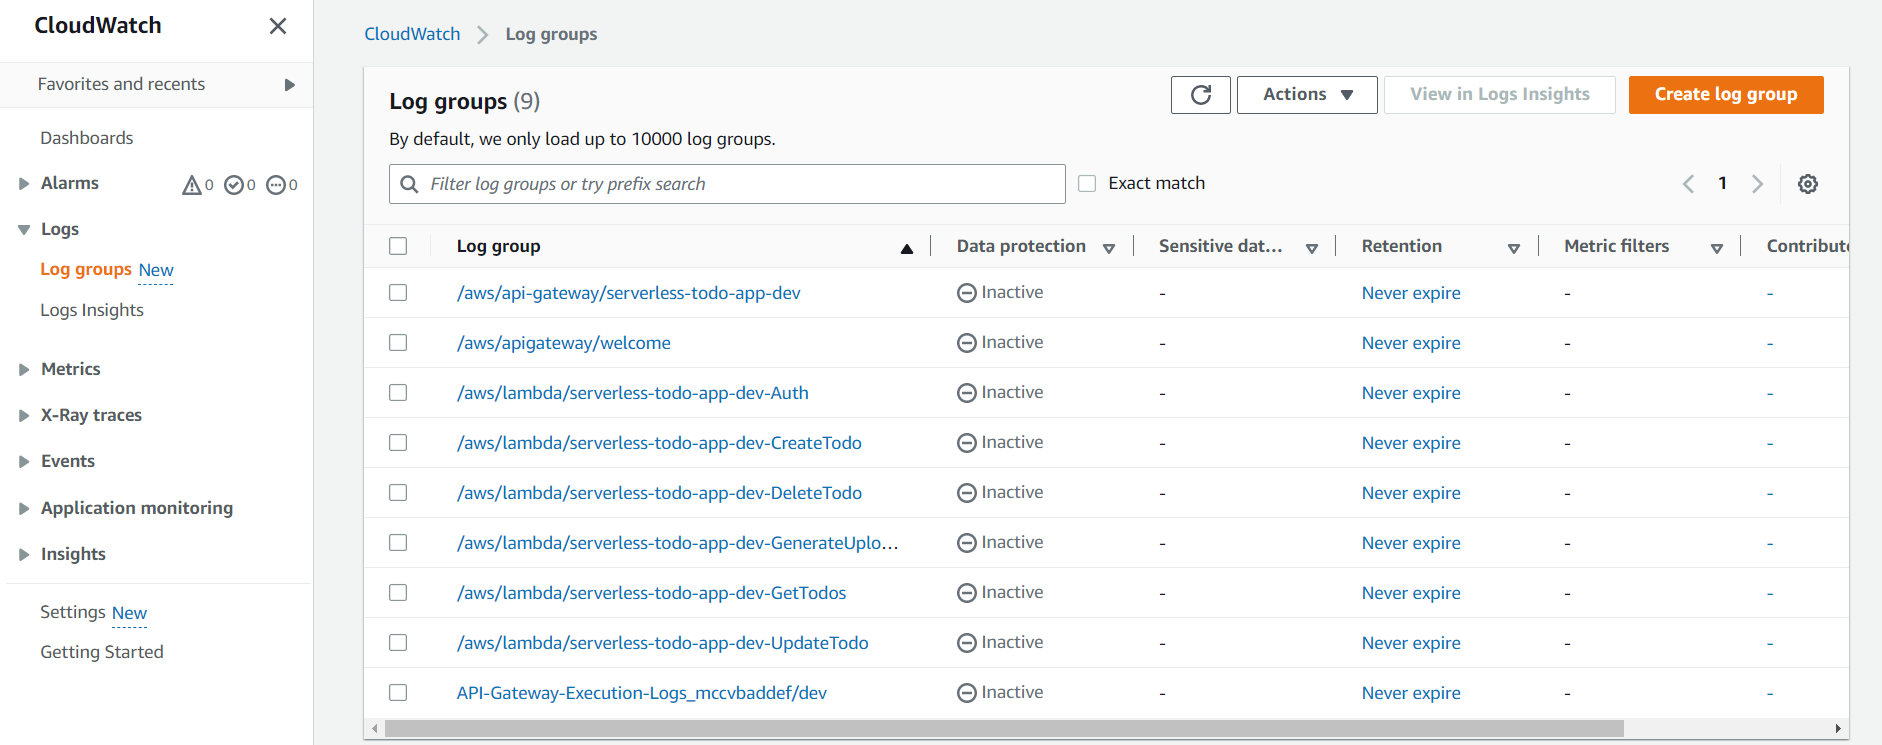 CloudWatch
Favorites and recents
Dashboards
Alarms 0 0 0
Logs
Log groups New
Logs Insights
Metrics
X-Ray traces
Events
Application monitoring
Insights
Settings New
Getting Started
CloudWatch Log groups
Log groups (9)
Actions View in Logs Insights Create log group
By default, we only load up to 10000 log groups.
Filter log groups or try prefix search Exact match 1
Log group Data protection Sensitive dat... Retention Metric filters Contribute
/aws/api-gateway/serverless-todo-app-dev Inactive - Never expire - -
/aws/apigateway/welcome Inactive - Never expire - -
/aws/lambda/serverless-todo-app-dev-Auth Inactive - Never expire - -
/aws/lambda/serverless-todo-app-dev-CreateTodo Inactive - Never expire - -
/aws/lambda/serverless-todo-app-dev-DeleteTodo Inactive - Never expire - -
/aws/lambda/serverless-todo-app-dev-GenerateUplo... Inactive - Never expire - -
/aws/lambda/serverless-todo-app-dev-GetTodos Inactive - Never expire - -
/aws/lambda/serverless-todo-app-dev-UpdateTodo Inactive - Never expire - -
API-Gateway-Execution-Logs_mccvbaddef/dev Inactive - Never expire - -